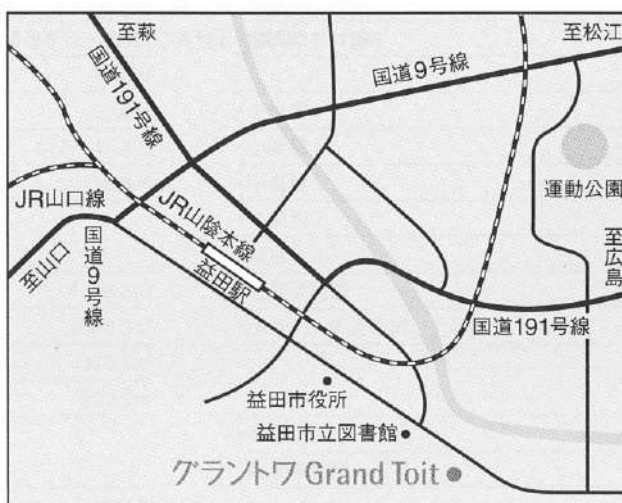 至萩
至松江
国道191号線
国道9号線
運動公園
JR山口線
JR山陰本線
至山口
国道9号線
益田駅
至広島
国道191号線
益田市役所
益田市立図書館
グラントワ Grand Toit